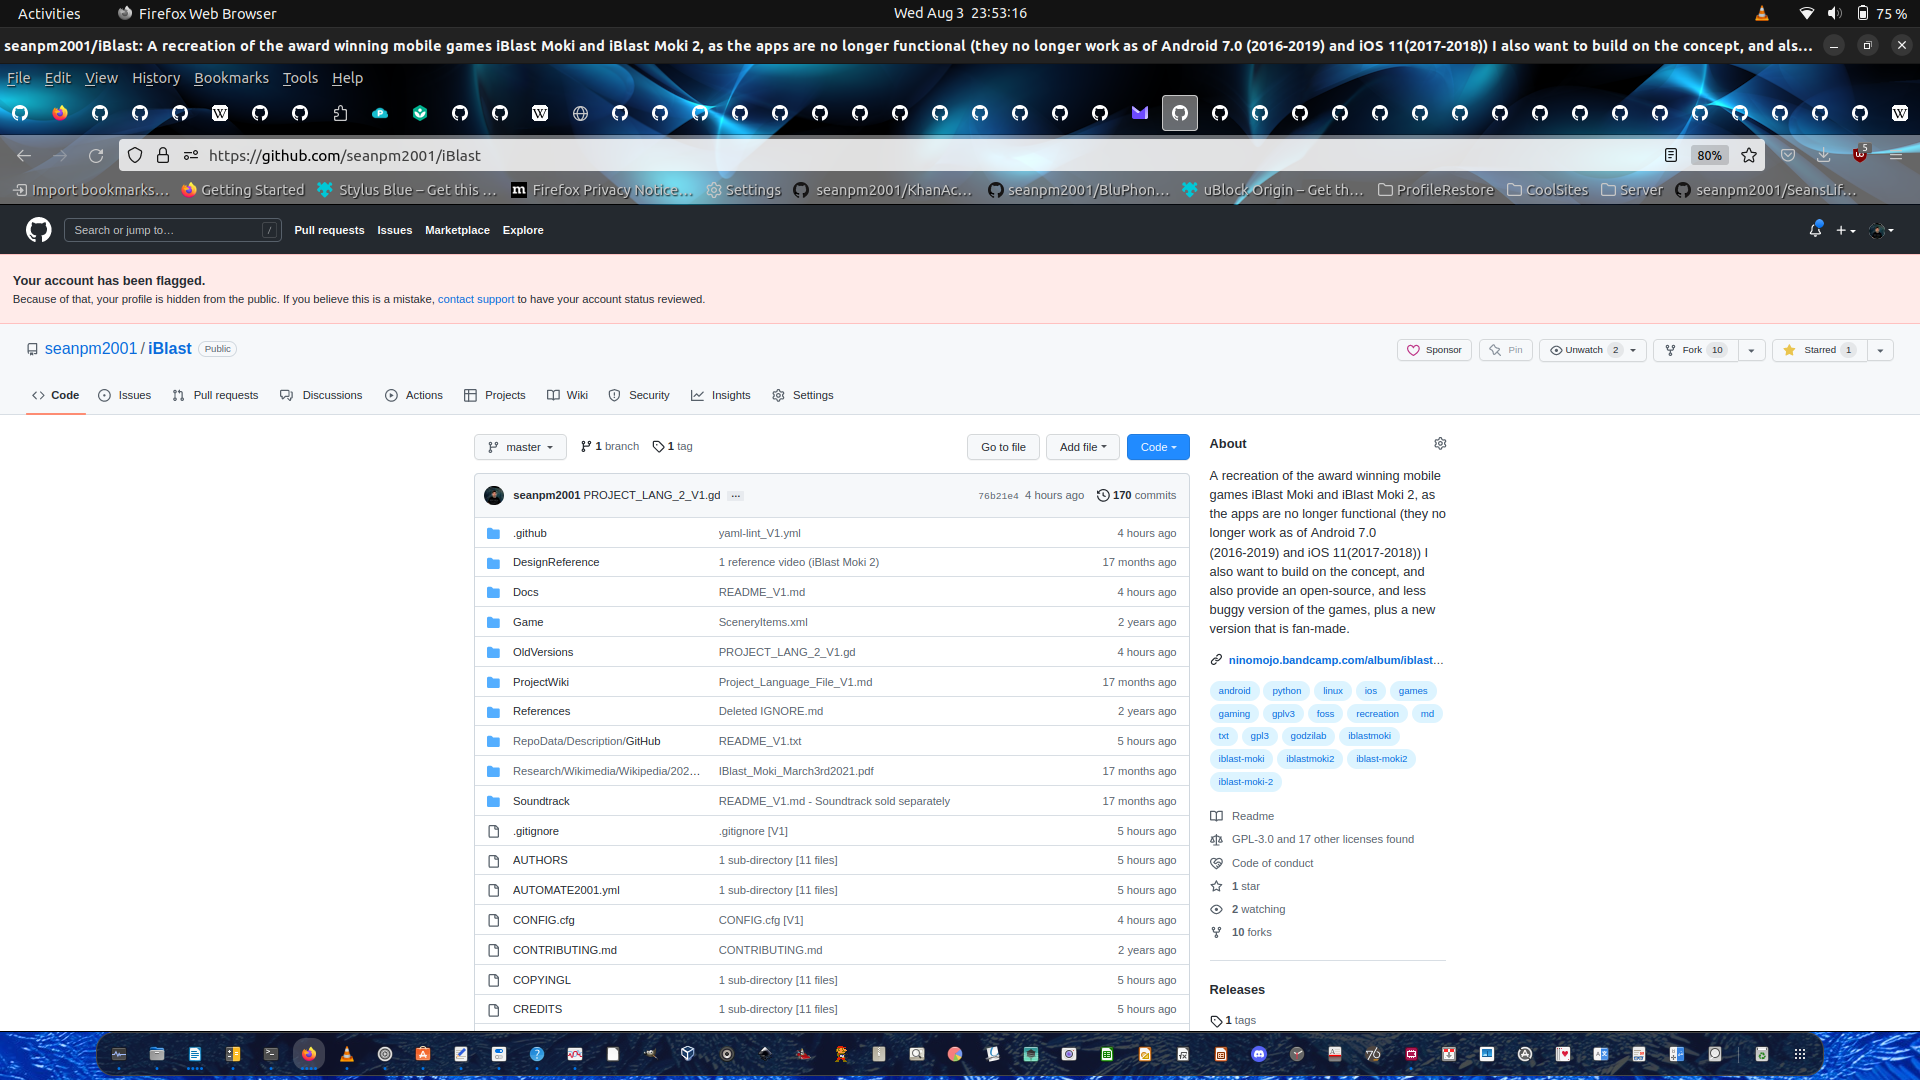 Activities
Firefox Web Browser
Wed Aug 3 23:53:16
75 %
seanpm2001/iBlast: A recreation of the award winning mobile games iBlast Moki and iBlast Moki 2, as the apps are no longer functional (they no longer work as of Android 7.0 (2016-2019) and iOS 11(2017-2018)) I also want to build on the concept, and als…
File Edit View History Bookmarks Tools Help
https://github.com/seanpm2001/iBlast
80%
5
Import bookmarks…
Getting Started
Stylus Blue – Get this …
Firefox Privacy Notice…
Settings
seanpm2001/KhanAc…
seanpm2001/BluPhon…
uBlock Origin – Get th…
ProfileRestore
CoolSites
Server
seanpm2001/SeansLif…
Search or jump to…
/
Pull requests
Issues
Marketplace
Explore
Your account has been flagged.
Because of that, your profile is hidden from the public. If you believe this is a mistake, contact support to have your account status reviewed.
seanpm2001 / iBlast
Public
Sponsor
Pin
Unwatch 2
Fork 10
Starred 1
Code
Issues
Pull requests
Discussions
Actions
Projects
Wiki
Security
Insights
Settings
master
1 branch
1 tag
Go to file
Add file
Code
seanpm2001 PROJECT_LANG_2_V1.gd …
76b21e4 4 hours ago
170 commits
.github yaml-lint_V1.yml 4 hours ago
DesignReference 1 reference video (iBlast Moki 2) 17 months ago
Docs README_V1.md 4 hours ago
Game SceneryItems.xml 2 years ago
OldVersions PROJECT_LANG_2_V1.gd 4 hours ago
ProjectWiki Project_Language_File_V1.md 17 months ago
References Deleted IGNORE.md 2 years ago
RepoData/Description/GitHub README_V1.txt 5 hours ago
Research/Wikimedia/Wikipedia/202… IBlast_Moki_March3rd2021.pdf 17 months ago
Soundtrack README_V1.md - Soundtrack sold separately 17 months ago
.gitignore .gitignore [V1] 5 hours ago
AUTHORS 1 sub-directory [11 files] 5 hours ago
AUTOMATE2001.yml 1 sub-directory [11 files] 5 hours ago
CONFIG.cfg CONFIG.cfg [V1] 4 hours ago
CONTRIBUTING.md CONTRIBUTING.md 2 years ago
COPYINGL 1 sub-directory [11 files] 5 hours ago
CREDITS 1 sub-directory [11 files] 5 hours ago
About
A recreation of the award winning mobile
games iBlast Moki and iBlast Moki 2, as
the apps are no longer functional (they no
longer work as of Android 7.0
(2016-2019) and iOS 11(2017-2018)) I
also want to build on the concept, and
also provide an open-source, and less
buggy version of the games, plus a new
version that is fan-made.
ninomojo.bandcamp.com/album/iblast…
android python linux ios games
gaming gplv3 foss recreation md
txt gpl3 godzilab iblastmoki
iblast-moki iblastmoki2 iblast-moki2
iblast-moki-2
Readme
GPL-3.0 and 17 other licenses found
Code of conduct
1 star
2 watching
10 forks
Releases
1 tags